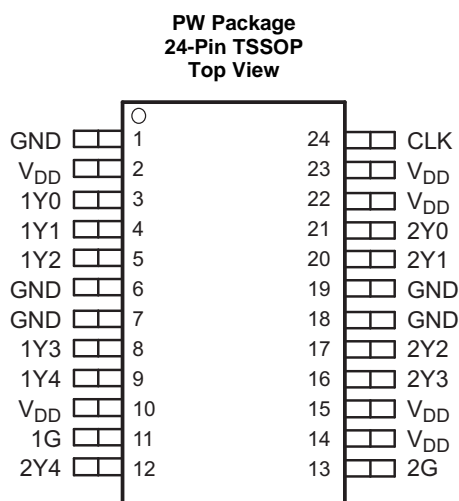 PW Package
24-Pin TSSOP
Top View
GND 1 24 CLK
VDD 2 23 VDD
1Y0 3 22 VDD
1Y1 4 21 2Y0
1Y2 5 20 2Y1
GND 6 19 GND
GND 7 18 GND
1Y3 8 17 2Y2
1Y4 9 16 2Y3
VDD 10 15 VDD
1G 11 14 VDD
2Y4 12 13 2G